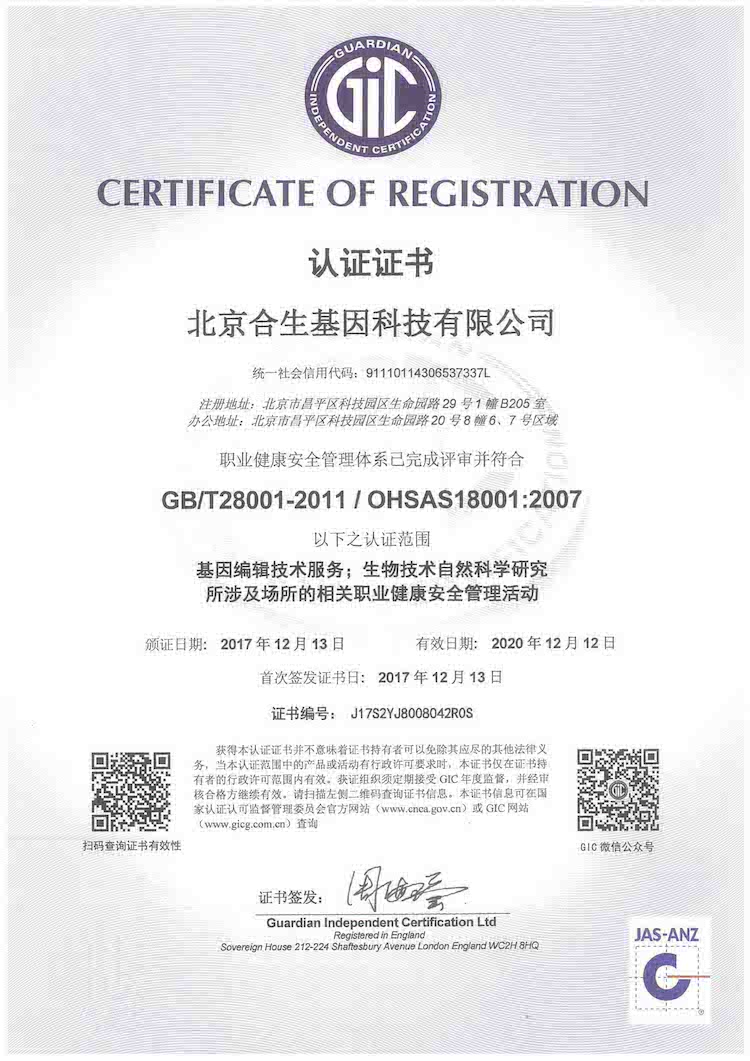 GUARDIAN
GIC
INDEPENDENT CERTIFICATION
CERTIFICATE OF REGISTRATION
认证证书
北京合生基因科技有限公司
统一社会信用代码：91110114306537337L
注册地址：北京市昌平区科技园区生命园路 29 号 1 幢 B205 室
办公地址：北京市昌平区科技园区生命园路 20 号 8 幢 6、7 号区域
职业健康安全管理体系已完成评审并符合
GB/T28001-2011 / OHSAS18001:2007
以下之认证范围
基因编辑技术服务；生物技术自然科学研究
所涉及场所的相关职业健康安全管理活动
颁证日期: 2017 年 12 月 13 日 有效日期: 2020 年 12 月 12 日
首次签发证书日: 2017 年 12 月 13 日
证书编号： J17S2YJ8008042R0S
获得本认证证书并不意味着证书持有者可以免除其应尽的其他法律义
务，当本认证范围中的产品或活动有行政许可要求时，本证书仅在证书持
有者的行政许可范围内有效。获证组织须定期接受 GIC 年度监督，并经审
核合格方继续有效。请扫描左侧二维码查询证书信息。本证书信息可在国
家认证认可监督管理委员会官方网站（www.cnca.gov.cn）或 GIC 网站
（www.gicg.com.cn）查询
扫码查询证书有效性
GIC
GIC 微信公众号
证书签发：
Guardian Independent Certification Ltd
Registered in England
Sovereign House 212-224 Shaftesbury Avenue London England WC2H 8HQ
JAS-ANZ
C
®